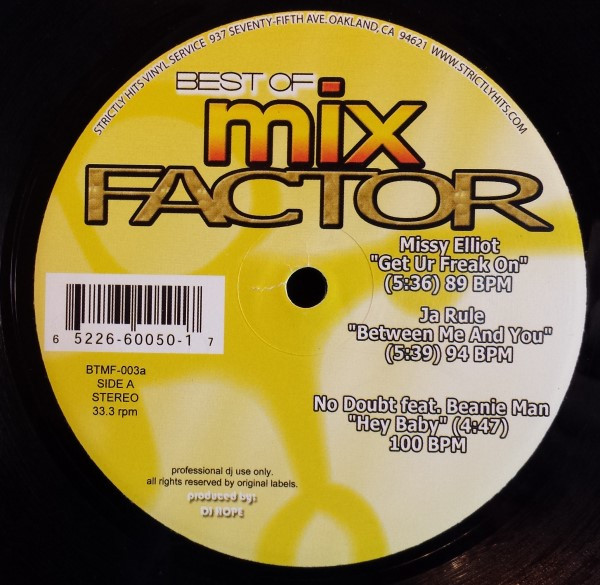 STRICTLY HITS VINYL SERVICE 937 SEVENTY-FIFTH AVE. OAKLAND, CA 94621 WWW.STRICTLYHITS.COM
BEST OF
mix
FACTOR
Missy Elliot
"Get Ur Freak On"
(5:36) 89 BPM
Ja Rule
"Between Me And You"
(5:39) 94 BPM
No Doubt feat. Beanie Man
"Hey Baby" (4:47)
100 BPM
6 5226-60050-1 7
BTMF-003a
SIDE A
STEREO
33.3 rpm
professional dj use only.
all rights reserved by original labels.
produced by:
DJ HOPE